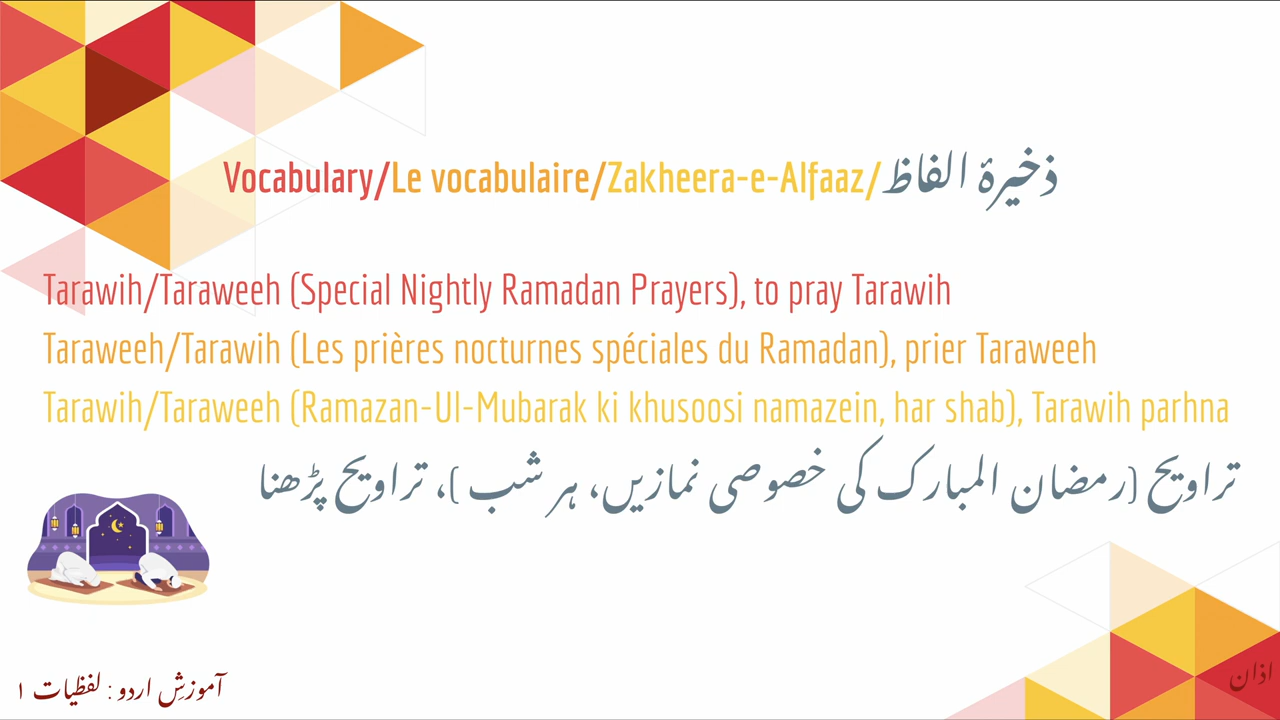 Vocabulary/Le vocabulaire/Zakheera-e-Alfaaz/ذخیرۂ الفاظ
Tarawih/Taraweeh (Special Nightly Ramadan Prayers), to pray Tarawih
Taraweeh/Tarawih (Les prières nocturnes spéciales du Ramadan), prier Taraweeh
Tarawih/Taraweeh (Ramazan-Ul-Mubarak ki khusoosi namazein, har shab), Tarawih parhna
تراویح (رمضان المبارک کی خصوصی نمازیں، ہر شب )، تراویح پڑھنا
آموزشِ اردو : لفظیات ۱
اذان